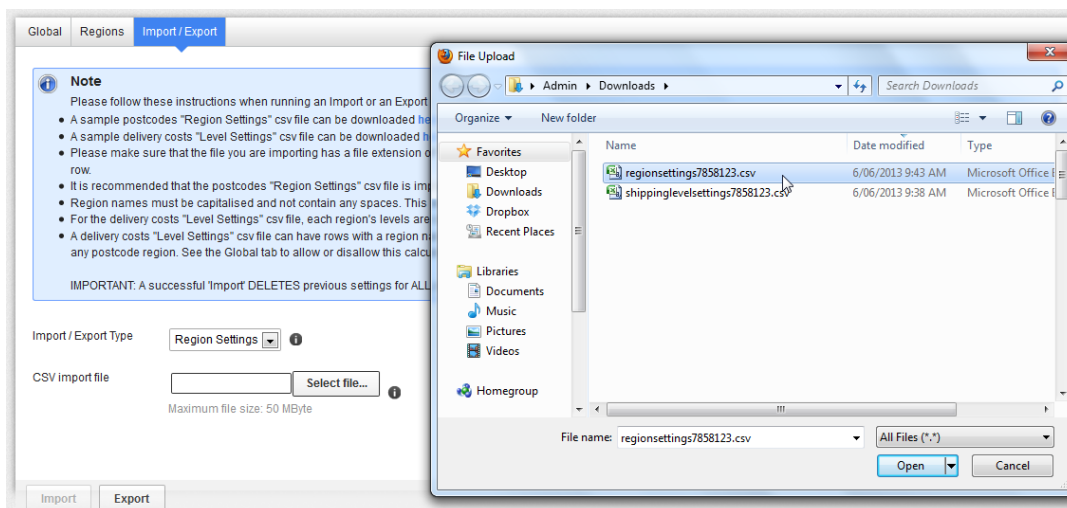 Global Regions Import / Export
Note
Please follow these instructions when running an Import or an Export
A sample postcodes "Region Settings" csv file can be downloaded
A sample delivery costs "Level Settings" csv file can be downloaded
Please make sure that the file you are importing has a file extension
row.
It is recommended that the postcodes "Region Settings" csv file is
Region names must be capitalised and not contain any spaces. This
For the delivery costs "Level Settings" csv file, each region's levels are
A delivery costs "Level Settings" csv file can have rows with a region
any postcode region. See the Global tab to allow or disallow this
IMPORTANT: A successful 'Import' DELETES previous settings for ALL
Import / Export Type
Region Settings
CSV import file
Select file...
Maximum file size: 50 MByte
Import Export
File Upload
Admin Downloads
Search Downloads
Organize New folder
Favorites
Desktop
Downloads
Dropbox
Recent Places
Libraries
Documents
Music
Pictures
Videos
Homegroup
Name Date modified Type
regionsettings7858123.csv 6/06/2013 9:43 AM Microsoft Office
shippinglevelsettings7858123.csv 6/06/2013 9:38 AM Microsoft Office
File name: regionsettings7858123.csv All Files (*.*)
Open Cancel